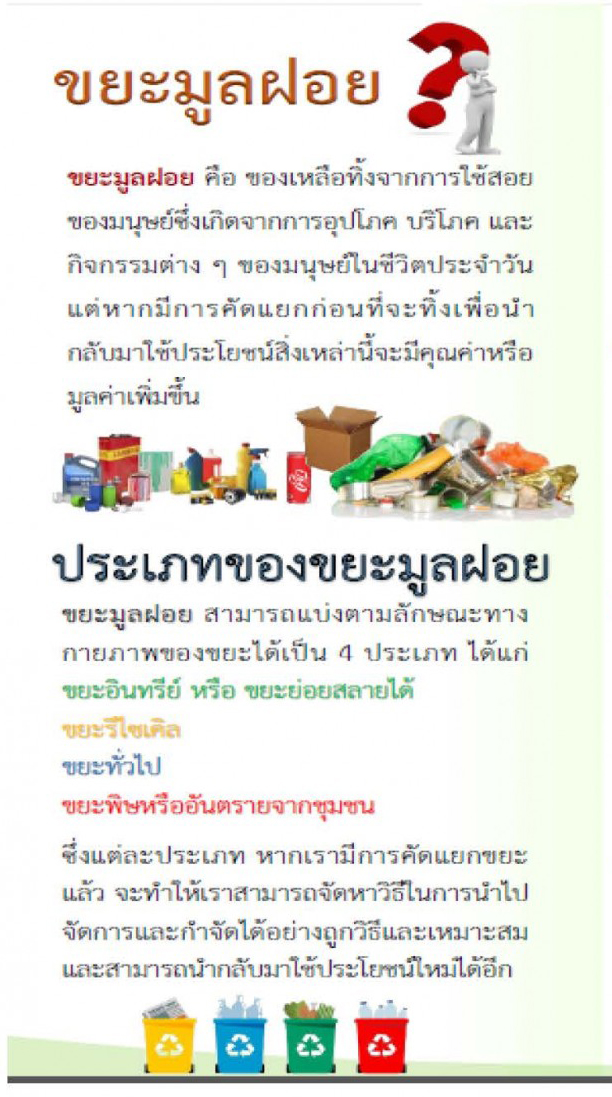 ขยะมูลฝอย
ขยะมูลฝอย คือ ของเหลือทิ้งจากการใช้สอย
ของมนุษย์ซึ่งเกิดจากการอุปโภค บริโภค และ
กิจกรรมต่าง ๆ ของมนุษย์ในชีวิตประจำวัน
แต่หากมีการคัดแยกก่อนที่จะทิ้งเพื่อนำ
กลับมาใช้ประโยชน์สิ่งเหล่านี้จะมีคุณค่าหรือ
มูลค่าเพิ่มขึ้น
ประเภทของขยะมูลฝอย
ขยะมูลฝอย สามารถแบ่งตามลักษณะทาง
กายภาพของขยะได้เป็น 4 ประเภท ได้แก่
ขยะอินทรีย์ หรือ ขยะย่อยสลายได้
ขยะรีไซเคิล
ขยะทั่วไป
ขยะพิษหรืออันตรายจากชุมชน
ซึ่งแต่ละประเภท หากเรามีการคัดแยกขยะ
แล้ว จะทำให้เราสามารถจัดหาวิธีในการนำไป
จัดการและกำจัดได้อย่างถูกวิธีและเหมาะสม
และสามารถนำกลับมาใช้ประโยชน์ใหม่ได้อีก